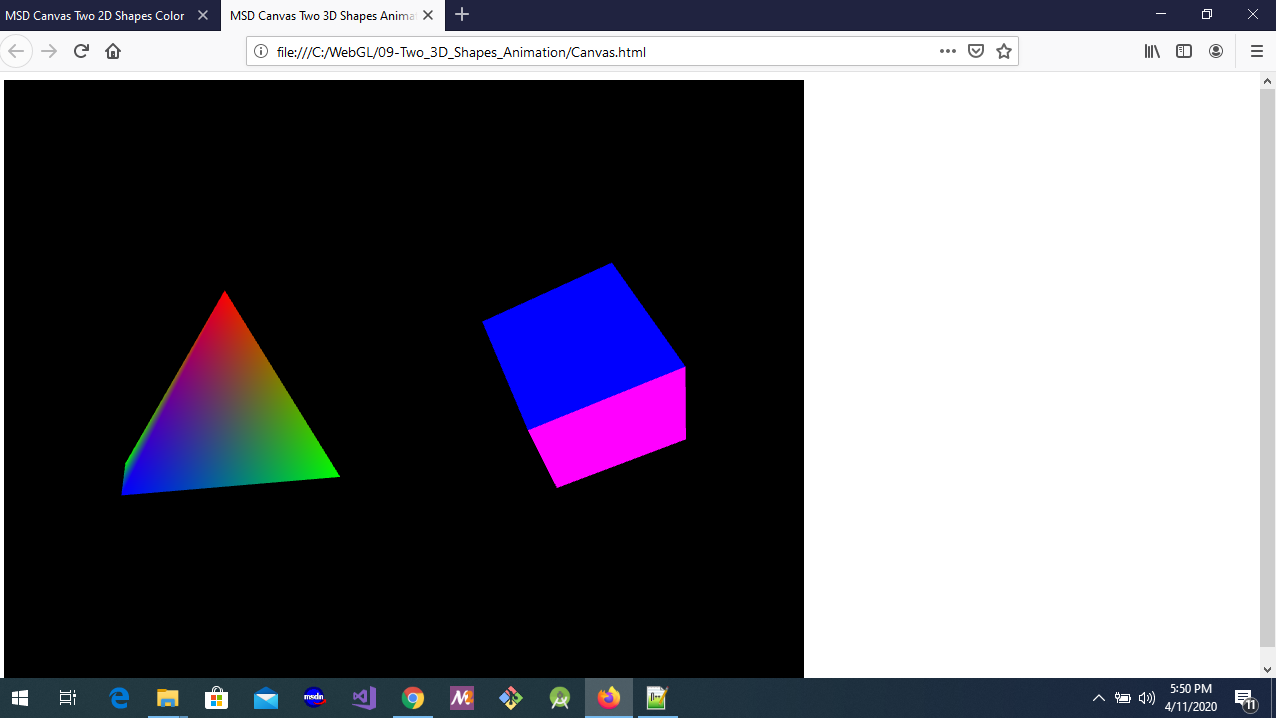 MSD Canvas Two 2D Shapes Color
MSD Canvas Two 3D Shapes Anima
file:///C:/WebGL/09-Two_3D_Shapes_Animation/Canvas.html
msdn
5:50 PM
4/11/2020
11